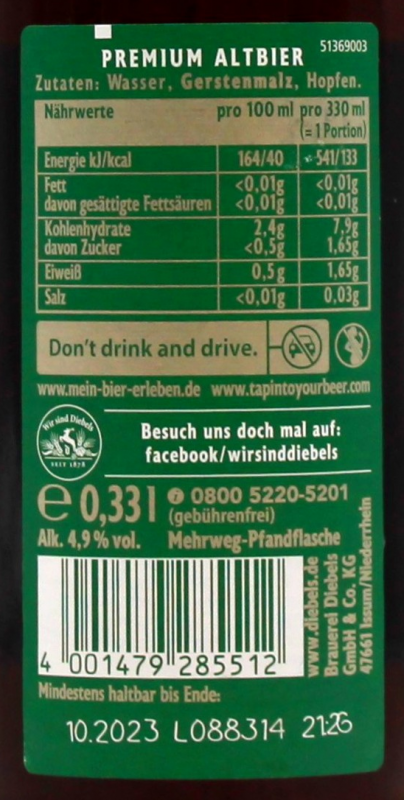 51369003
PREMIUM ALTBIER
Zutaten: Wasser, Gerstenmalz, Hopfen.
Nährwerte pro 100 ml pro 330 ml
(= 1 Portion)
Energie kJ/kcal 164/40 541/133
Fett <0,01g <0,01g
davon gesättigte Fettsäuren <0,01g <0,01g
Kohlenhydrate 2,4g 7,9g
davon Zucker <0,5g 1,65g
Eiweiß 0,5g 1,65g
Salz <0,01g 0,03g
Don't drink and drive.
www.mein-bier-erleben.de www.tapintoyourbeer.com
Wir sind Diebels
SEIT 1878
Besuch uns doch mal auf:
facebook/wirsinddiebels
e 0,33 l 0800 5220-5201
(gebührenfrei)
Alk. 4,9 % vol. Mehrweg-Pfandflasche
www.diebels.de
Brauerei Diebels
GmbH & Co. KG
47661 Issum/Niederrhein
4 001479 285512
Mindestens haltbar bis Ende:
10.2023 L088314 21:26